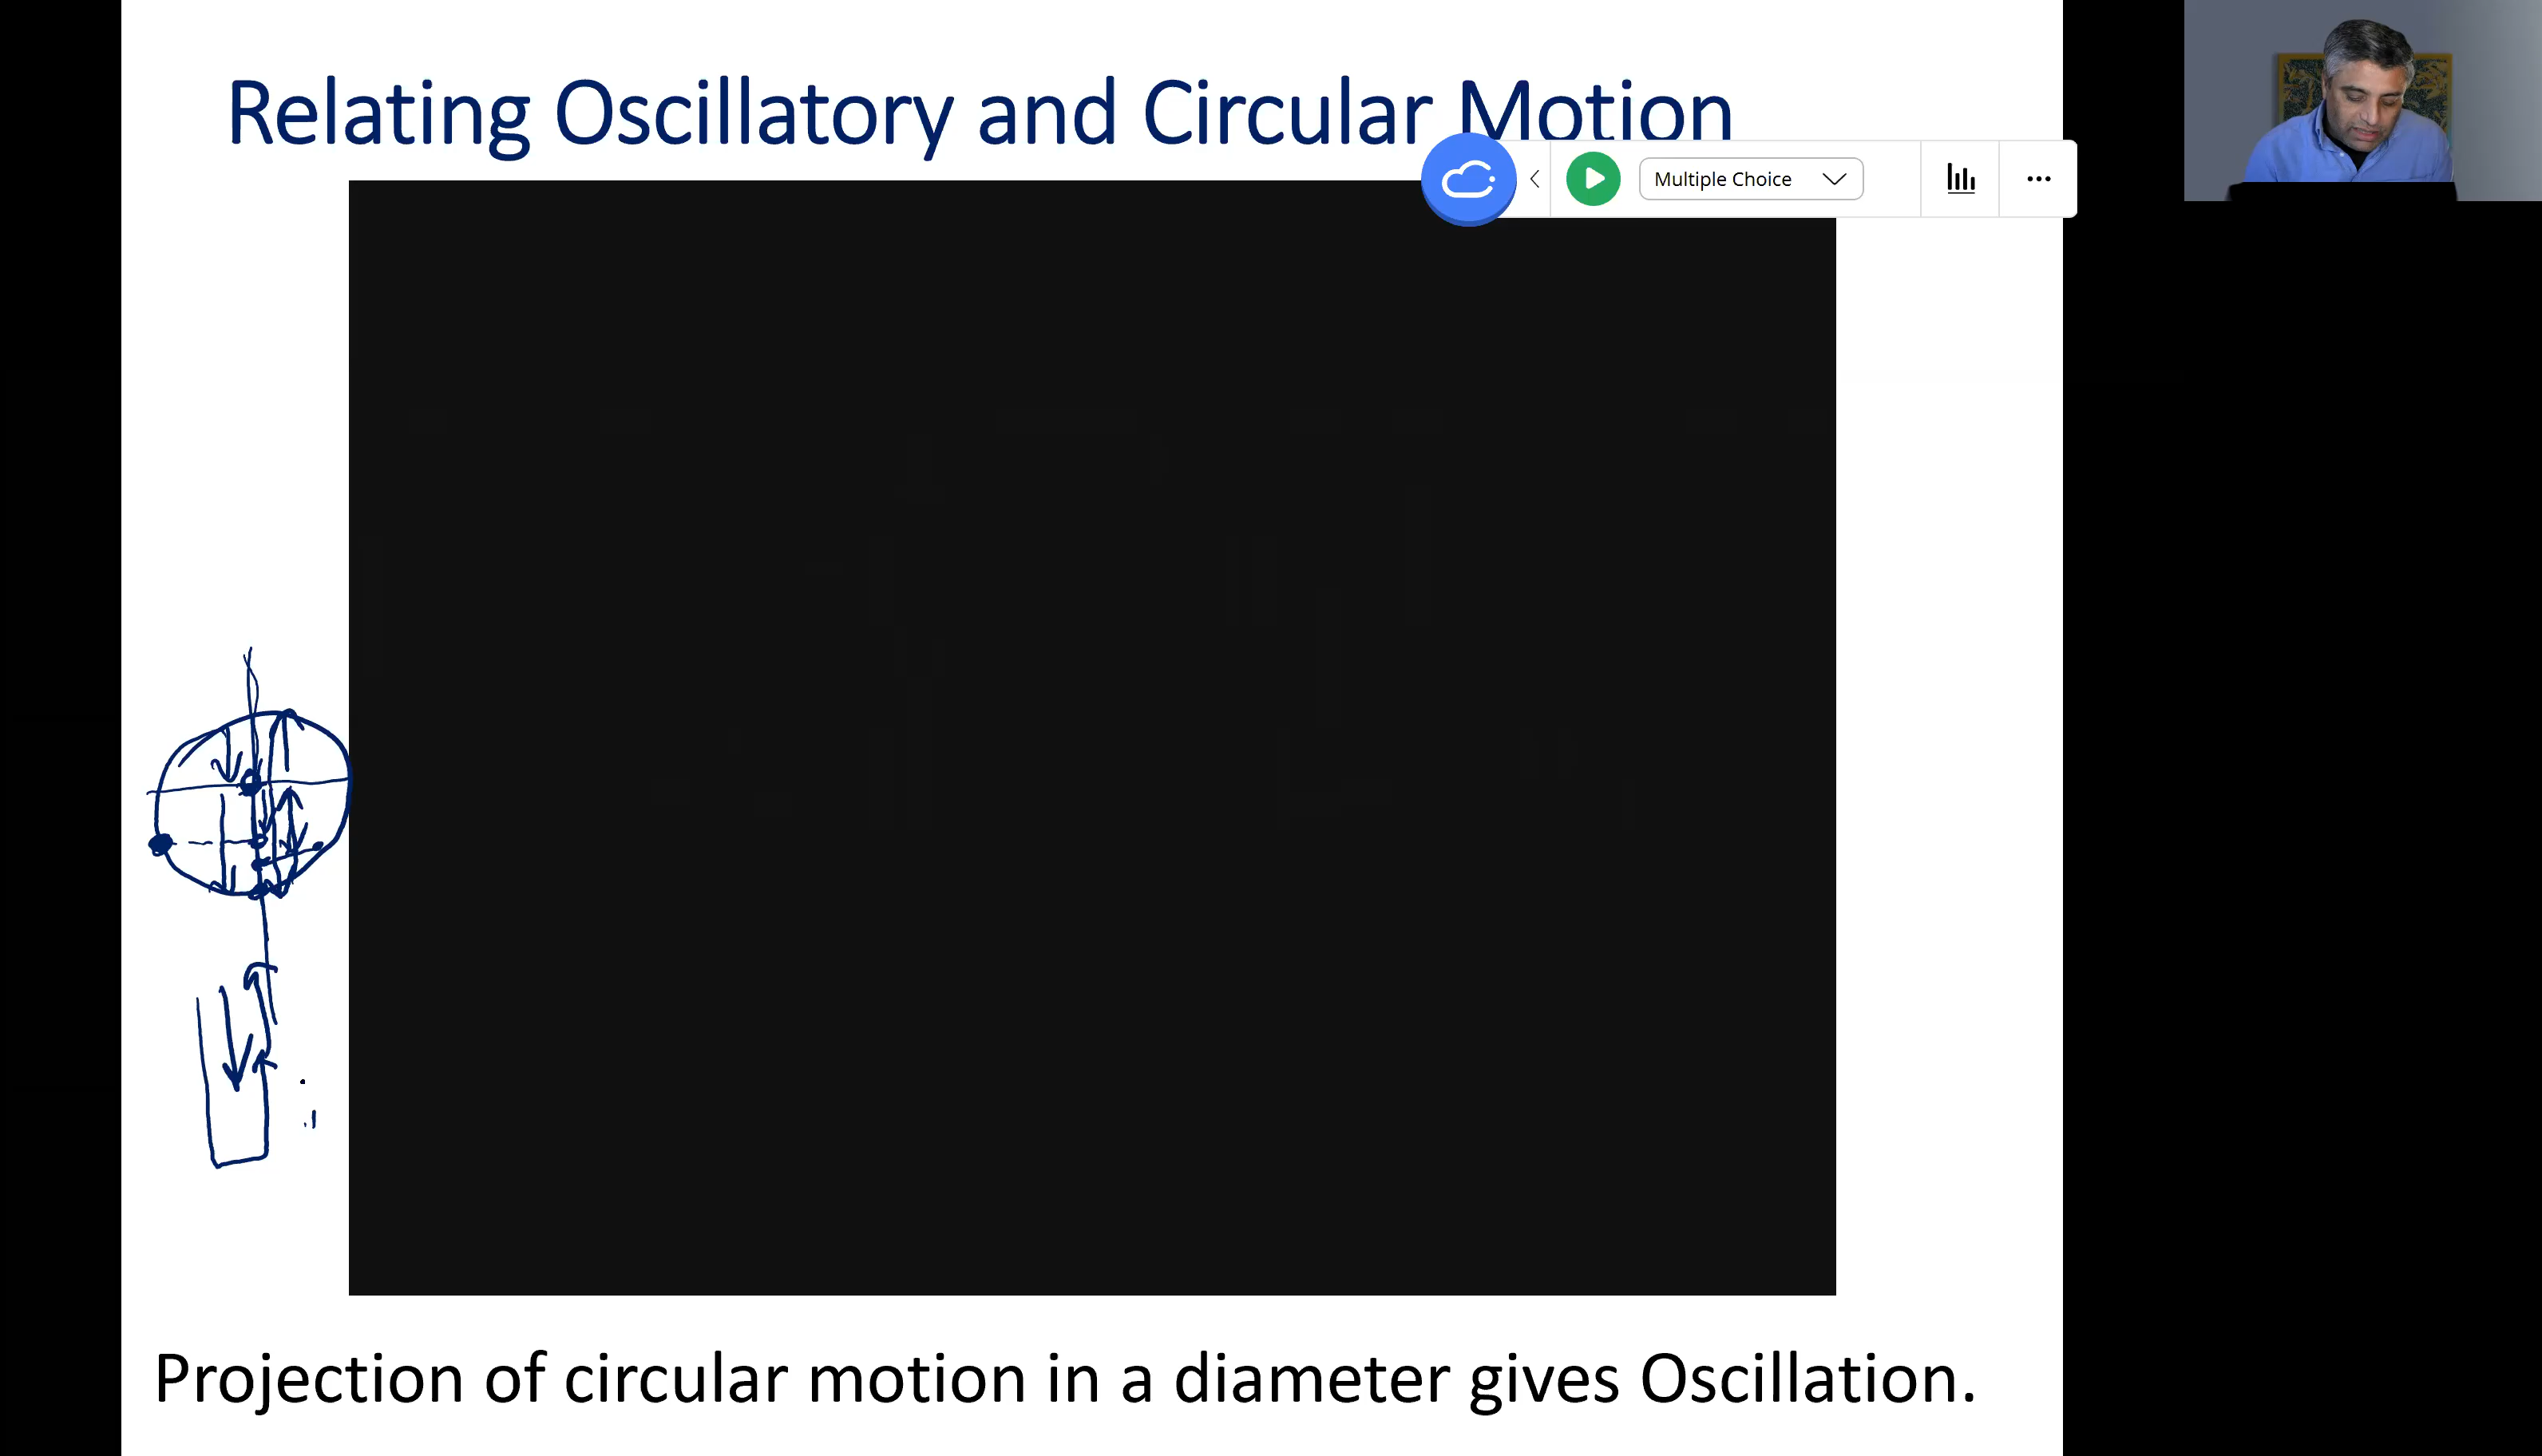 Relating Oscillatory and Circular Motion
Multiple Choice
Projection of circular motion in a diameter gives Oscillation.